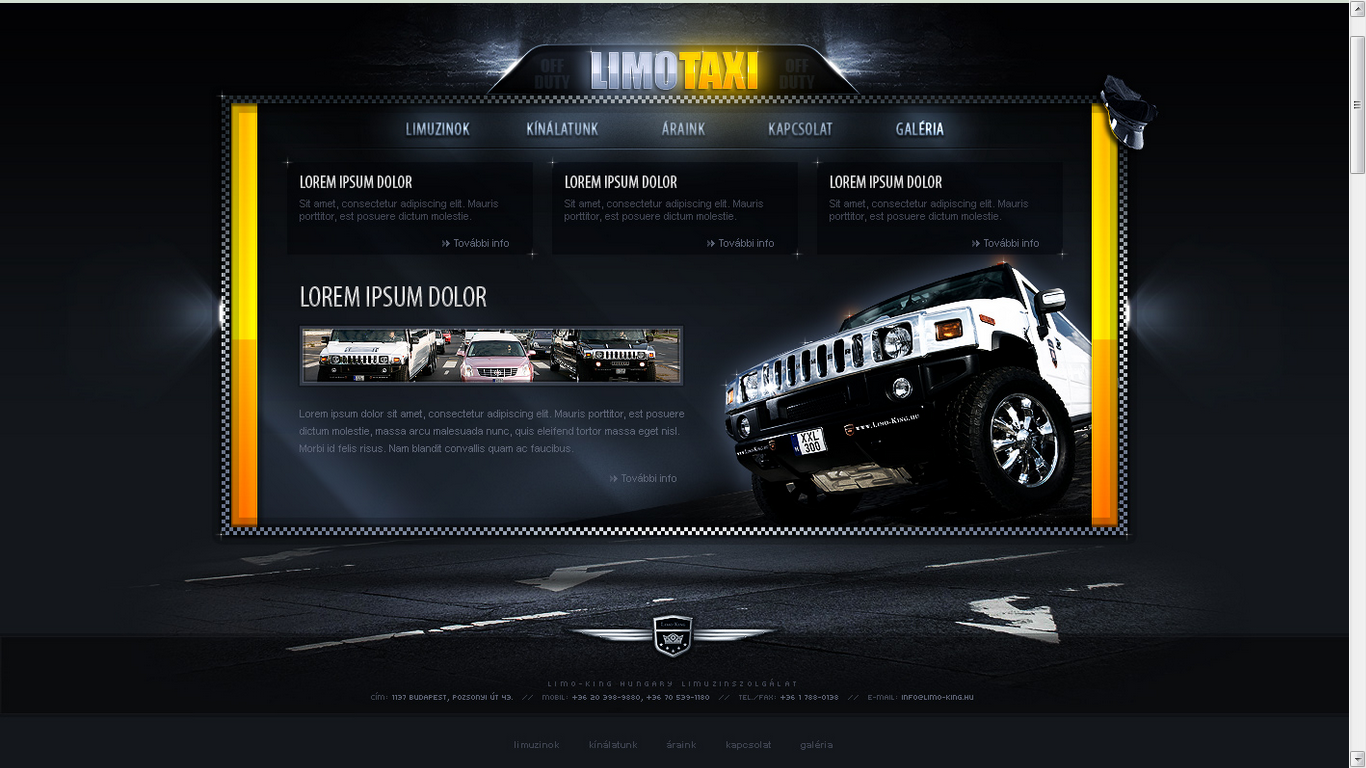 OFF DUTY
LIMOTAXI
OFF DUTY
LIMUZINOK KÍNÁLATUNK ÁRAINK KAPCSOLAT GALÉRIA
LOREM IPSUM DOLOR
Sit amet, consectetur adipiscing elit. Mauris
porttitor, est posuere dictum molestie.
További info
LOREM IPSUM DOLOR
Sit amet, consectetur adipiscing elit. Mauris
porttitor, est posuere dictum molestie.
További info
LOREM IPSUM DOLOR
Sit amet, consectetur adipiscing elit. Mauris
porttitor, est posuere dictum molestie.
További info
LOREM IPSUM DOLOR
Lorem ipsum dolor sit amet, consectetur adipiscing elit. Mauris porttitor, est posuere
dictum molestie, massa arcu malesuada nunc, quis eleifend tortor massa eget nisl.
Morbi id felis risus. Nam blandit convallis quam ac faucibus.
További info
www.Limo-King.hu
XXL
300
Limo-King
LIMO-KING HUNGARY LIMUZINSZOLGÁLAT
CÍM: 1137 BUDAPEST, POZSONYI ÚT 43. // MOBIL: +36 20 398-9880, +36 70 539-1180 // TEL./FAX: +36 1 788-0138 // E-MAIL: INFO@LIMO-KING.HU
limuzinok kínálatunk áraink kapcsolat galéria